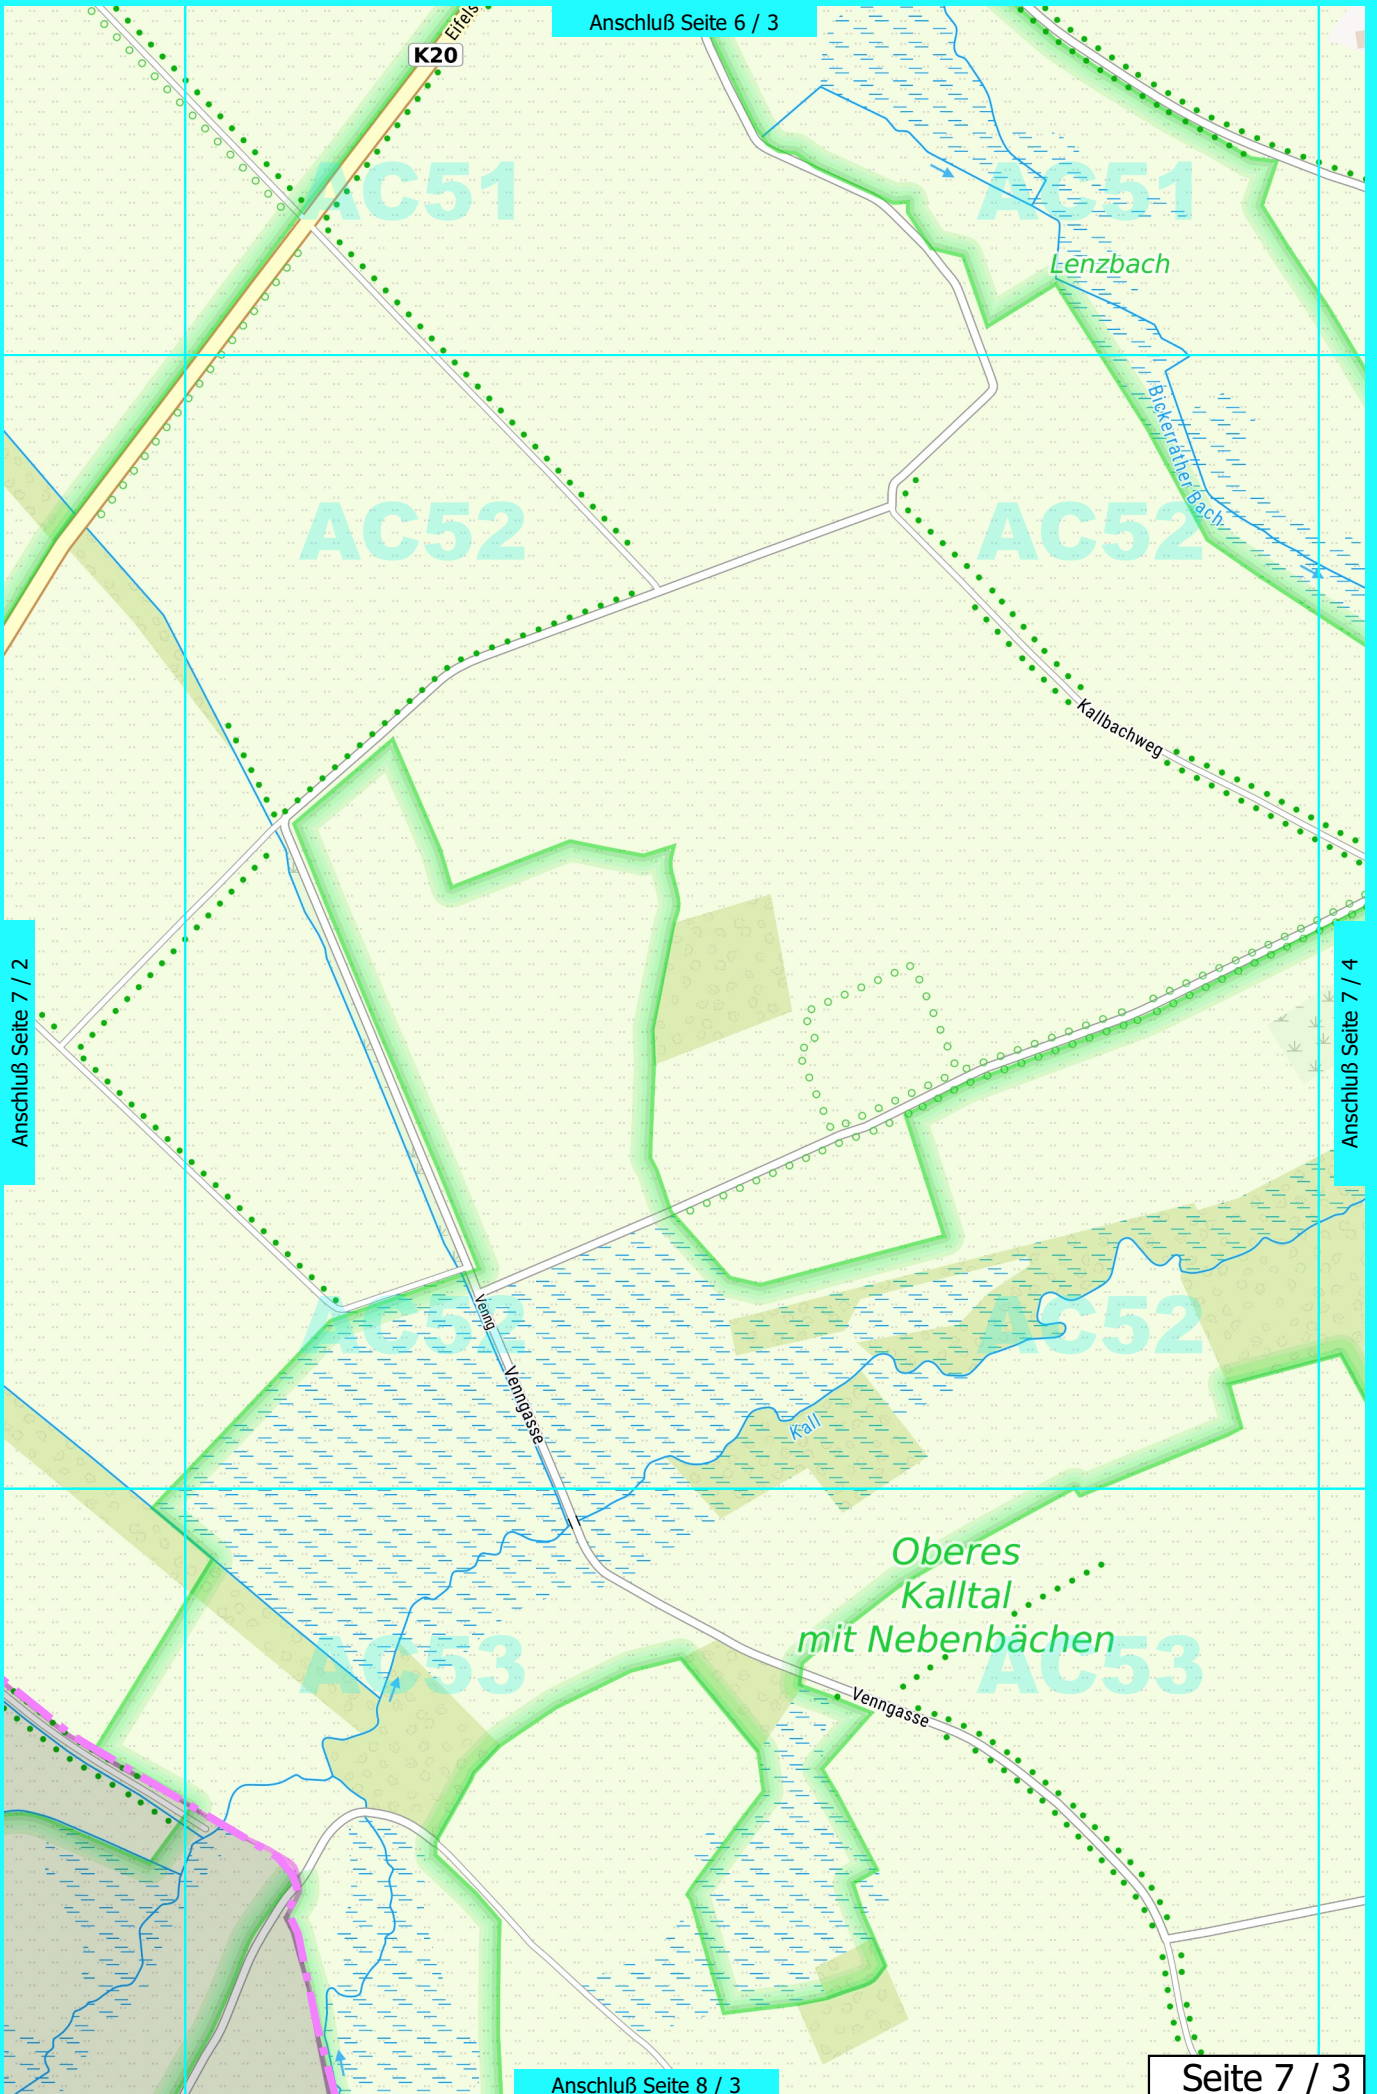 Anschluß Seite 6 / 3
Eifels
K20
AC51
AC51
Lenzbach
Bickerrather Bach
AC52
AC52
Kallbachweg
Anschluß Seite 7 / 2
Anschluß Seite 7 / 4
Venng
AC52
AC52
Venngasse
Kall
Oberes
Kalltal
mit Nebenbächen
AC53
AC53
Venngasse
Anschluß Seite 8 / 3
Seite 7 / 3